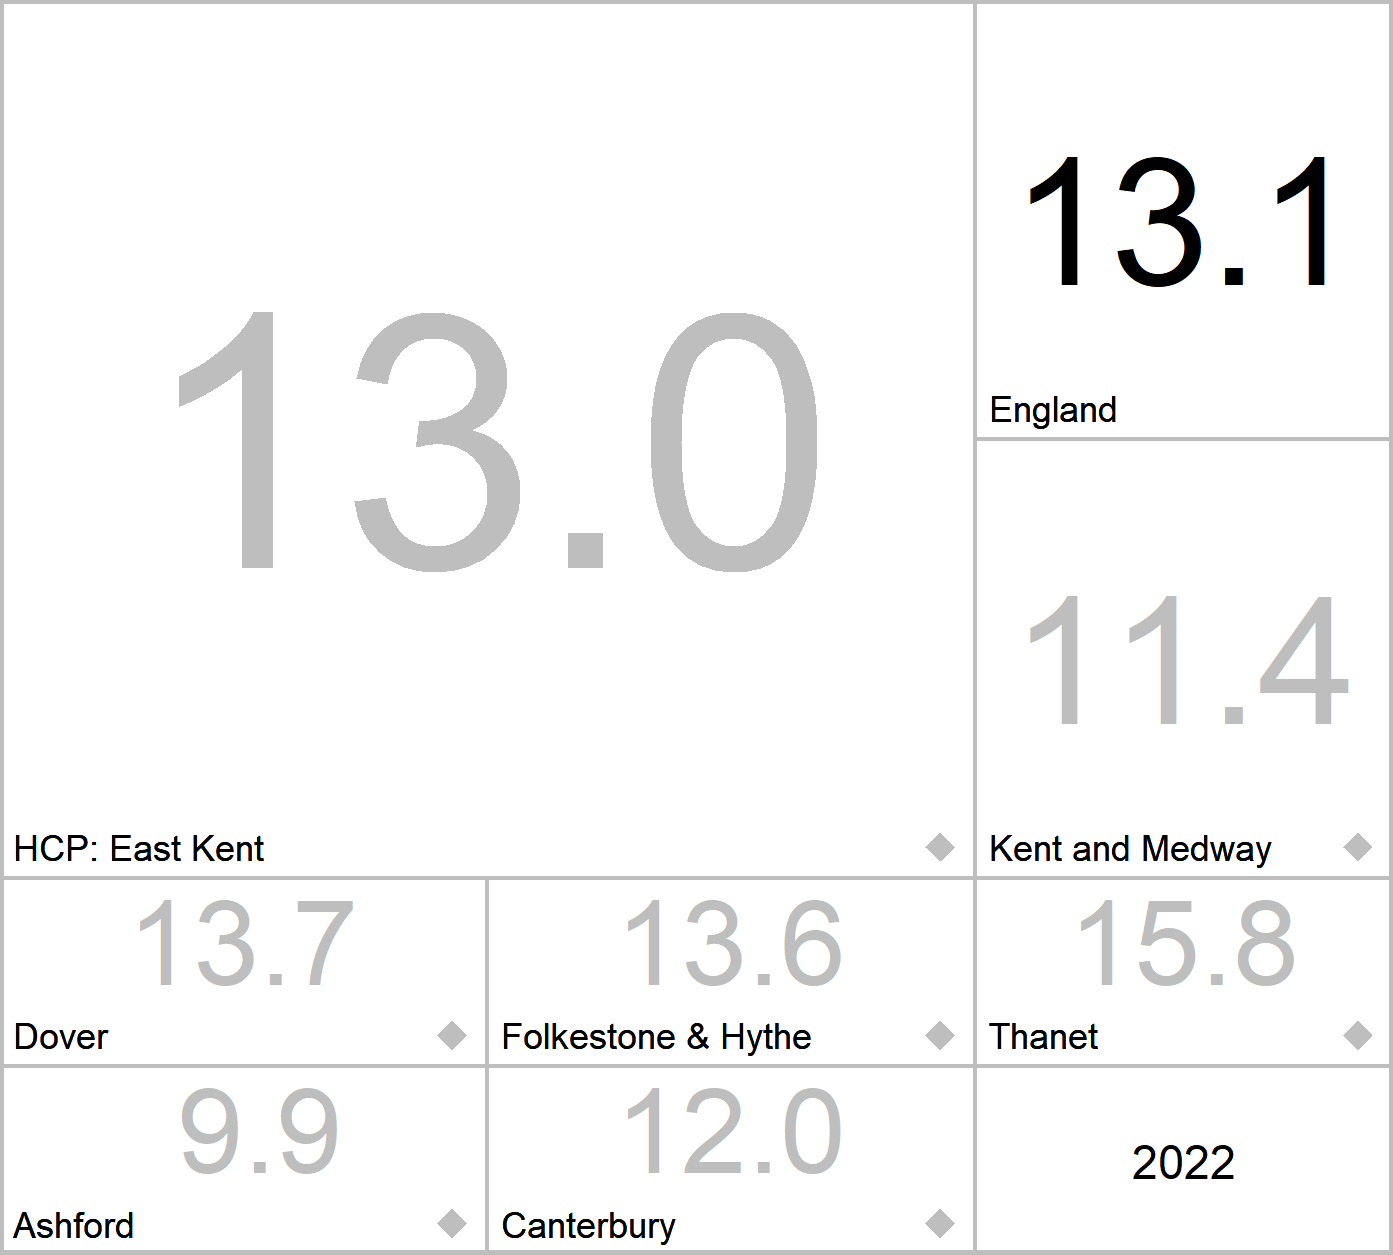 13.0
HCP: East Kent
13.1
England
11.4
Kent and Medway
13.7
Dover
13.6
Folkestone & Hythe
15.8
Thanet
9.9
Ashford
12.0
Canterbury
2022